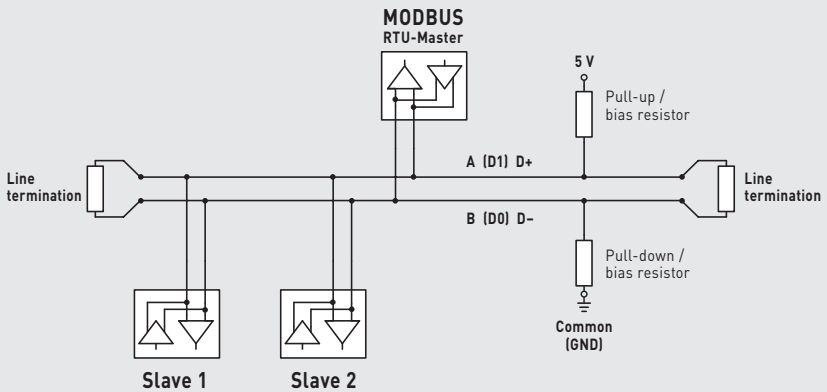 MODBUS
RTU-Master
5 V
Pull-up /
bias resistor
A (D1) D+
Line
termination
Line
termination
B (D0) D–
Pull-down /
bias resistor
Common
(GND)
Slave 1
Slave 2